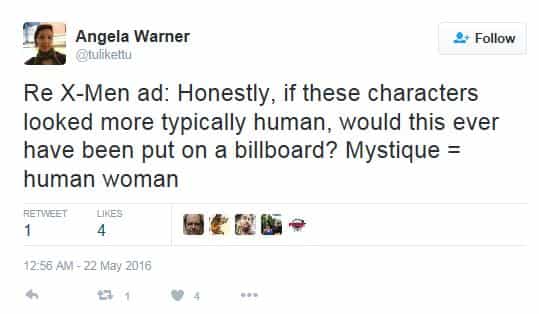 Angela Warner
@tulikettu
Follow
Re X-Men ad: Honestly, if these characters
looked more typically human, would this ever
have been put on a billboard? Mystique =
human woman
RETWEET LIKES
1 4
12:56 AM - 22 May 2016
1 4